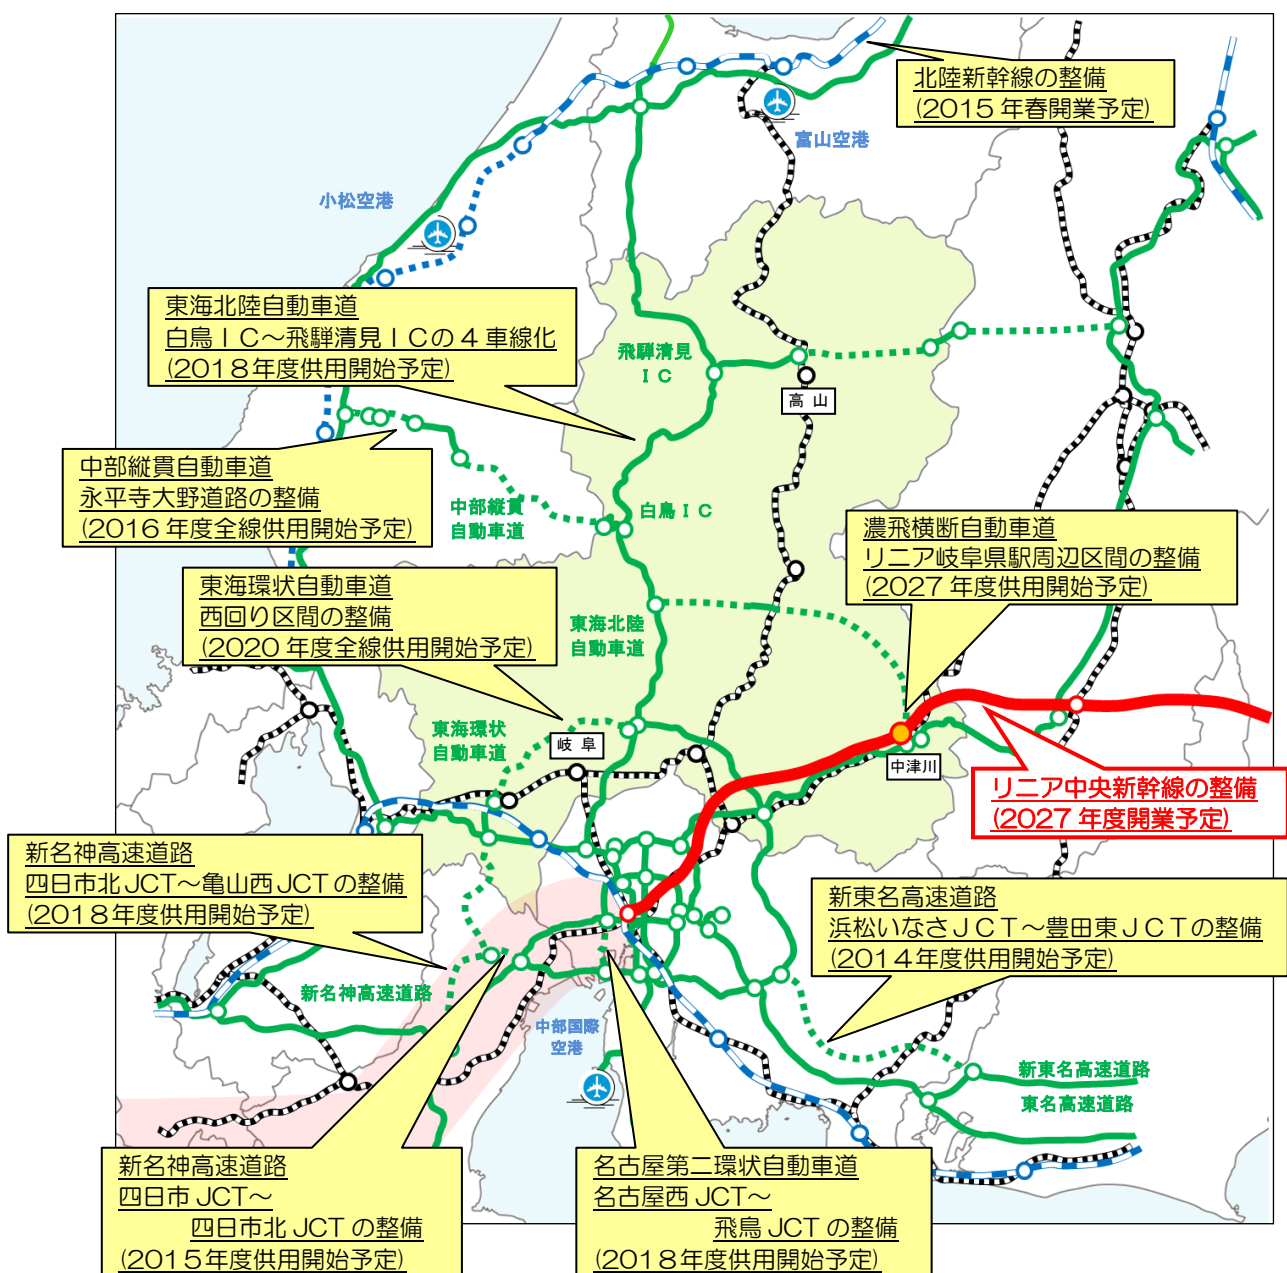 北陸新幹線の整備
(2015年春開業予定)
富山空港
小松空港
東海北陸自動車道
白鳥ＩＣ～飛騨清見ＩＣの4車線化
(2018年度供用開始予定)
飛騨清見
ＩＣ
高山
中部縦貫自動車道
永平寺大野道路の整備
(2016年度全線供用開始予定)
中部縦貫
自動車道
白鳥ＩＣ
濃飛横断自動車道
リニア岐阜県駅周辺区間の整備
(2027年度供用開始予定)
東海環状自動車道
西回り区間の整備
(2020年度全線供用開始予定)
東海北陸
自動車道
東海環状
自動車道
岐阜
中津川
リニア中央新幹線の整備
(2027年度開業予定)
新名神高速道路
四日市北JCT～亀山西JCTの整備
(2018年度供用開始予定)
新東名高速道路
浜松いなさＪＣＴ～豊田東ＪＣＴの整備
(2014年度供用開始予定)
新名神高速道路
中部国際
空港
新東名高速道路
東名高速道路
新名神高速道路
四日市JCT～
四日市北JCTの整備
(2015年度供用開始予定)
名古屋第二環状自動車道
名古屋西JCT～
飛島JCTの整備
(2018年度供用開始予定)